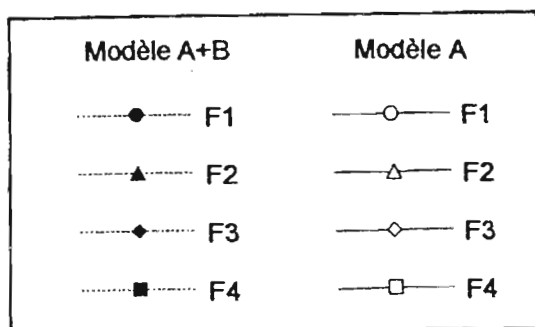 Modèle A+B Modèle A
F1 F1
F2 F2
F3 F3
F4 F4